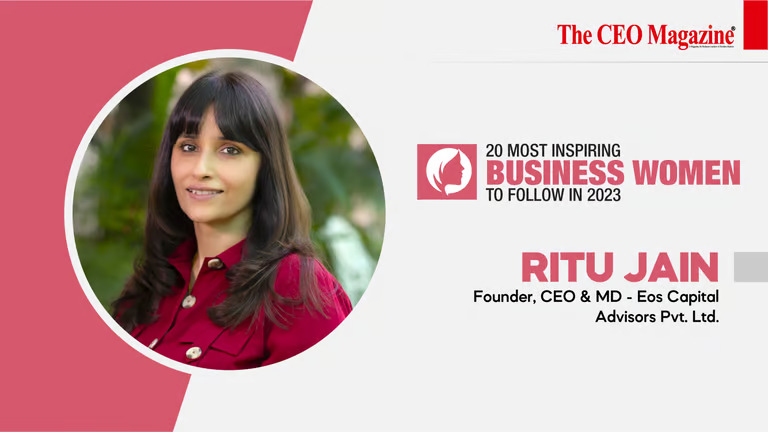 The CEO Magazine®
20 MOST INSPIRING
BUSINESS WOMEN
TO FOLLOW IN 2023
RITU JAIN
Founder, CEO & MD - Eos Capital
Advisors Pvt. Ltd.